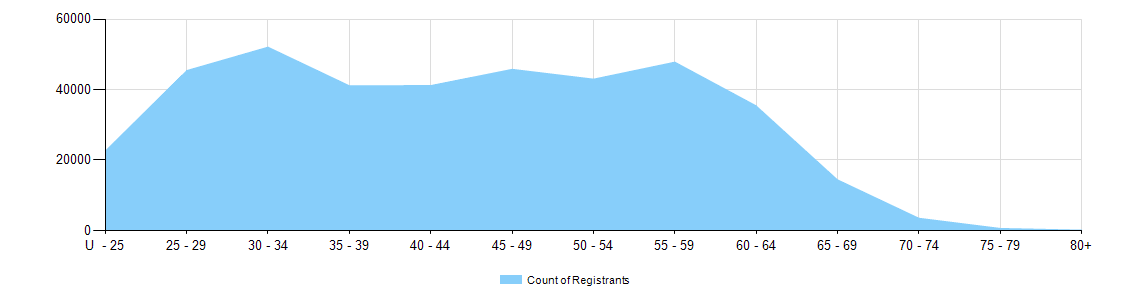 60000
40000
20000
0
U - 25 25 - 29 30 - 34 35 - 39 40 - 44 45 - 49 50 - 54 55 - 59 60 - 64 65 - 69 70 - 74 75 - 79 80+
Count of Registrants